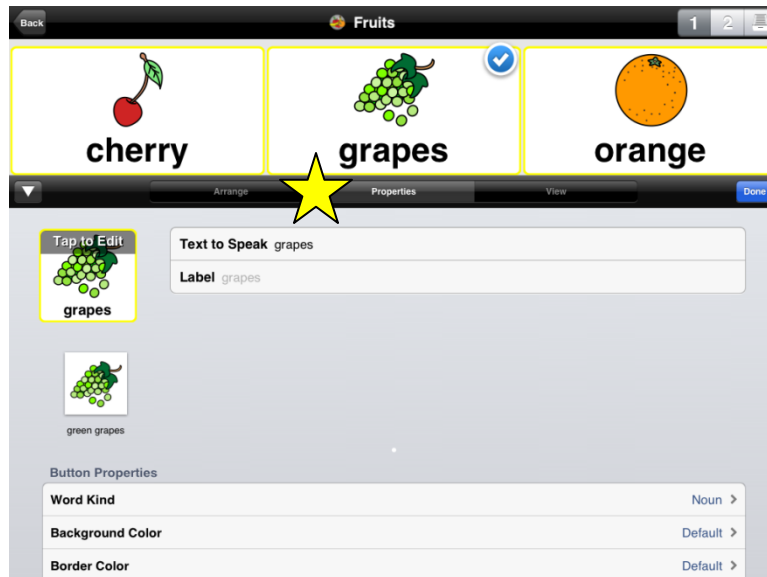 Back Fruits 1 2
cherry grapes orange
Arrange Properties View Done
Tap to Edit
grapes
Text to Speak grapes
Label grapes
green grapes
Button Properties
Word Kind Noun
Background Color Default
Border Color Default